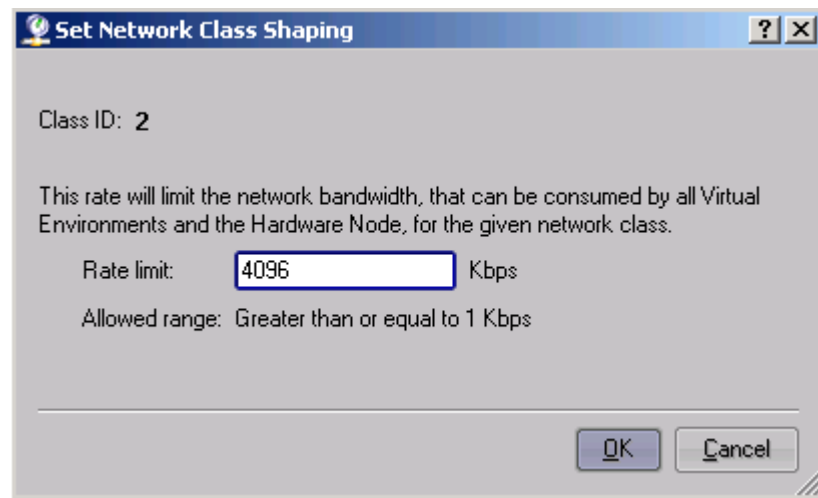 Set Network Class Shaping
Class ID: 2
This rate will limit the network bandwidth, that can be consumed by all Virtual
Environments and the Hardware Node, for the given network class.
Rate limit: 4096 Kbps
Allowed range: Greater than or equal to 1 Kbps
OK Cancel